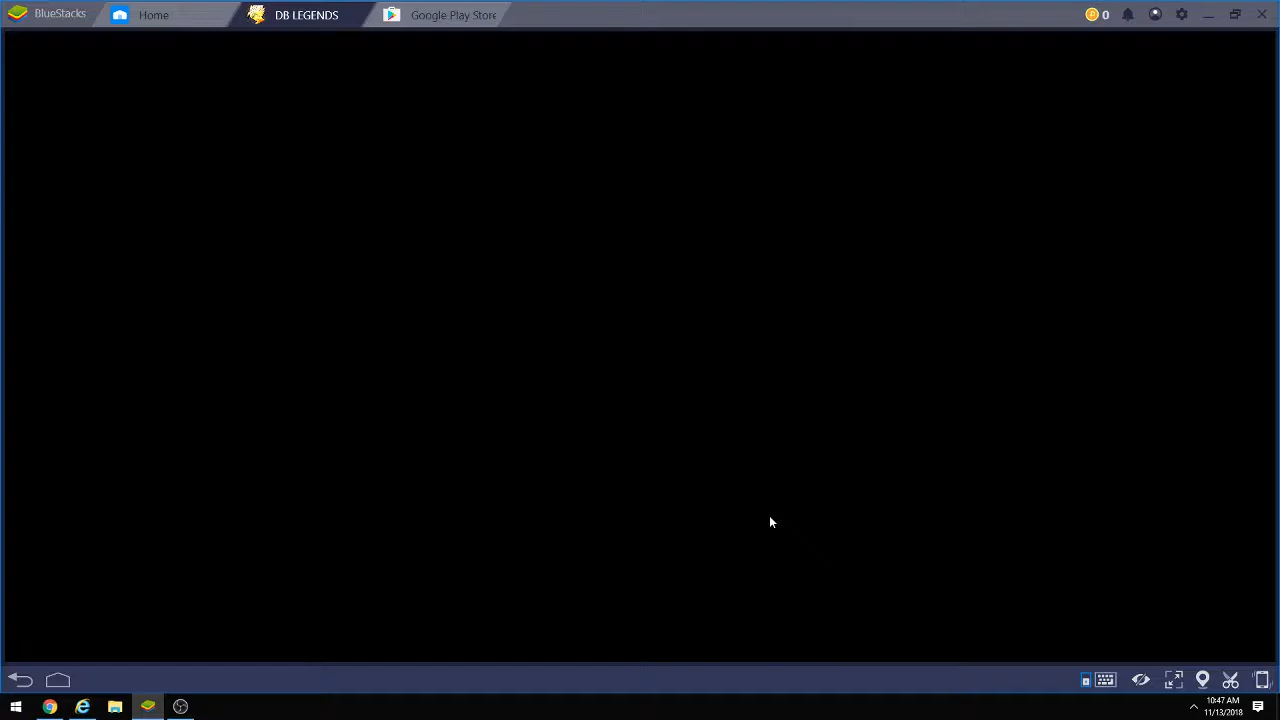 BlueStacks
Home
DB LEGENDS
Google Play Store
0
10:47 AM
11/13/2018